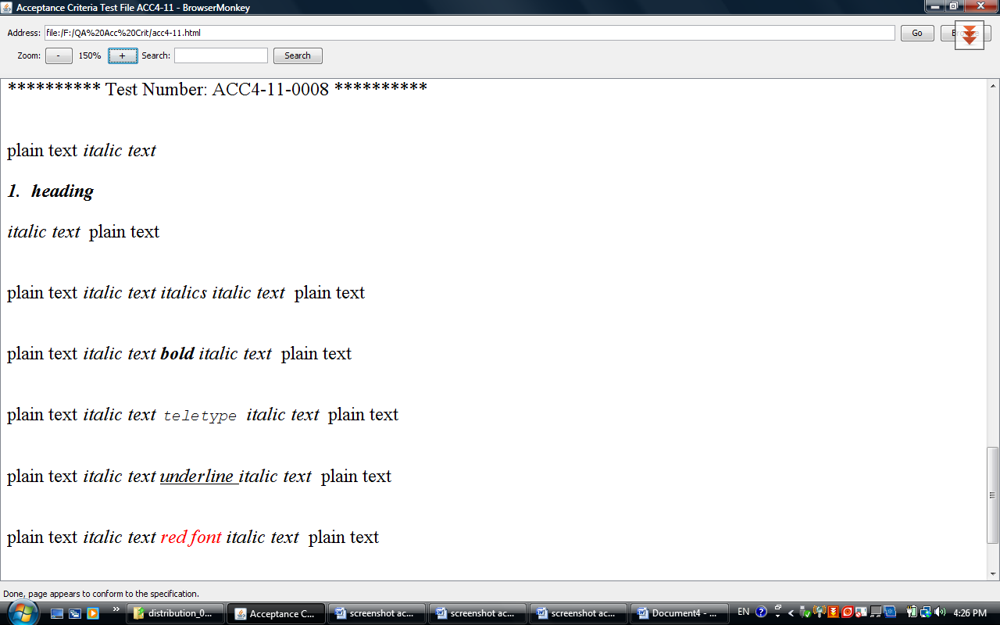 Acceptance Criteria Test File ACC4-11 - BrowserMonkey
Address: file:/F:/QA%20Acc%20Crit/acc4-11.html Go
Zoom: - 150% + Search: Search
********** Test Number: ACC4-11-0008 **********
plain text italic text
1. heading
italic text plain text
plain text italic text italics italic text plain text
plain text italic text bold italic text plain text
plain text italic text teletype italic text plain text
plain text italic text underline italic text plain text
plain text italic text red font italic text plain text
Done, page appears to conform to the specification.
distribution_0... Acceptance C... screenshot ac... screenshot ac... screenshot ac... Document4 - ... EN 4:26 PM